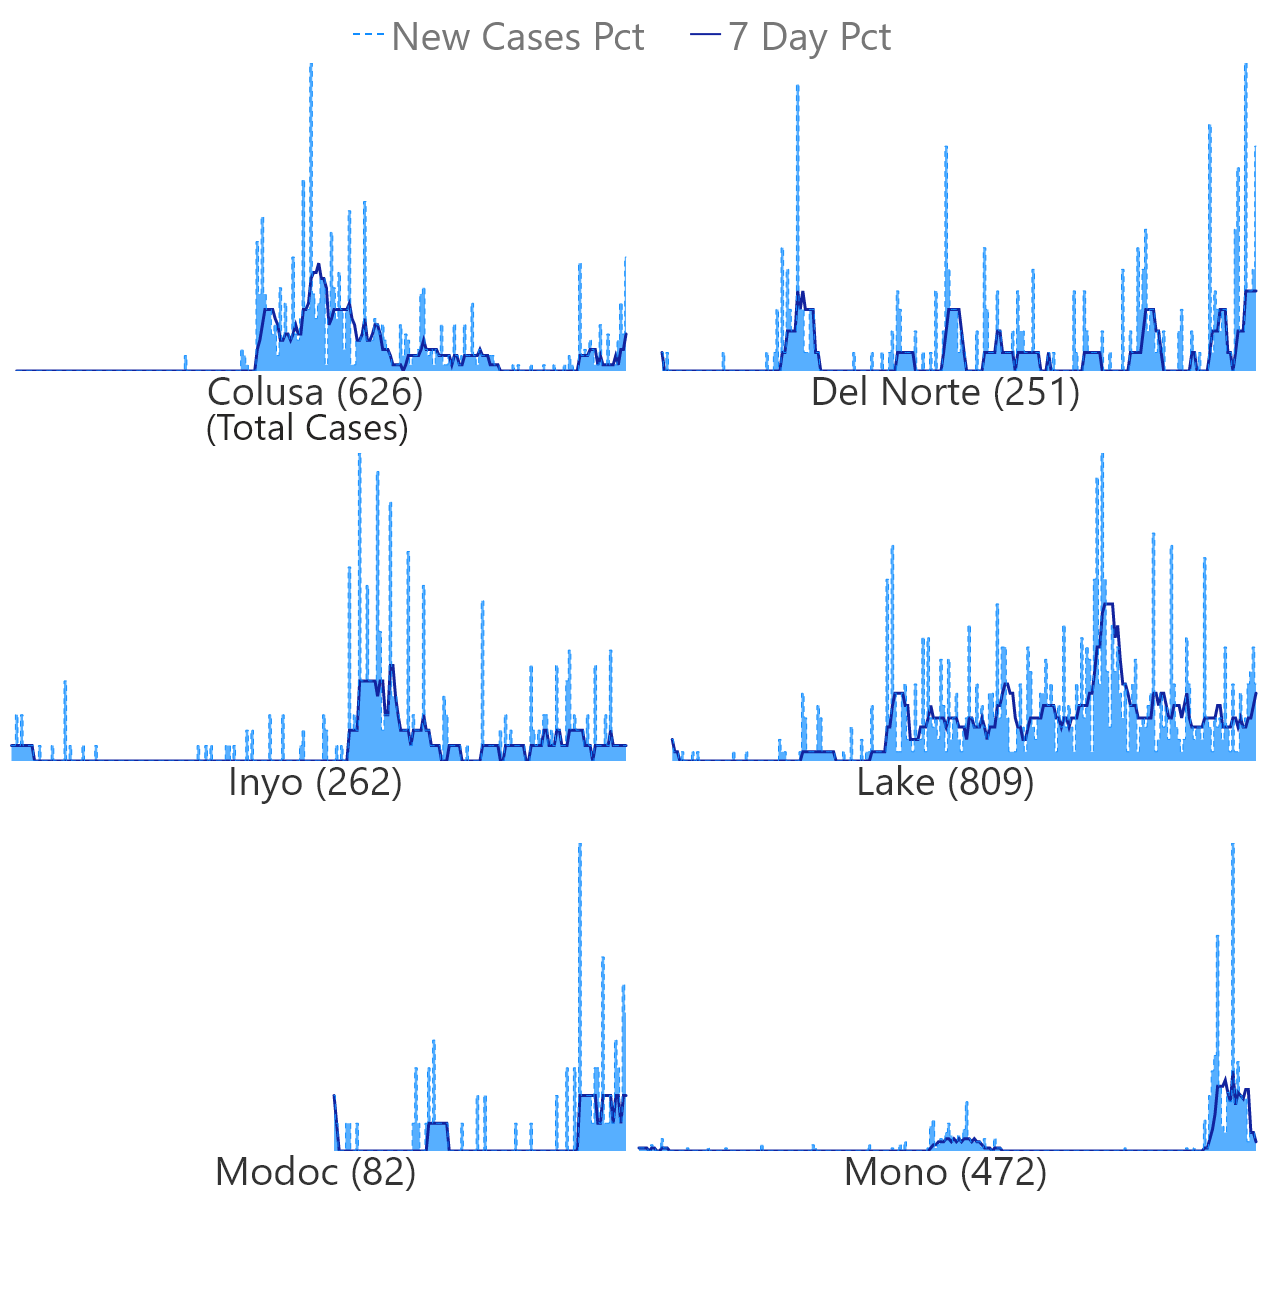 New Cases Pct 7 Day Pct
Colusa (626) Del Norte (251)
(Total Cases)
Inyo (262) Lake (809)
Modoc (82) Mono (472)